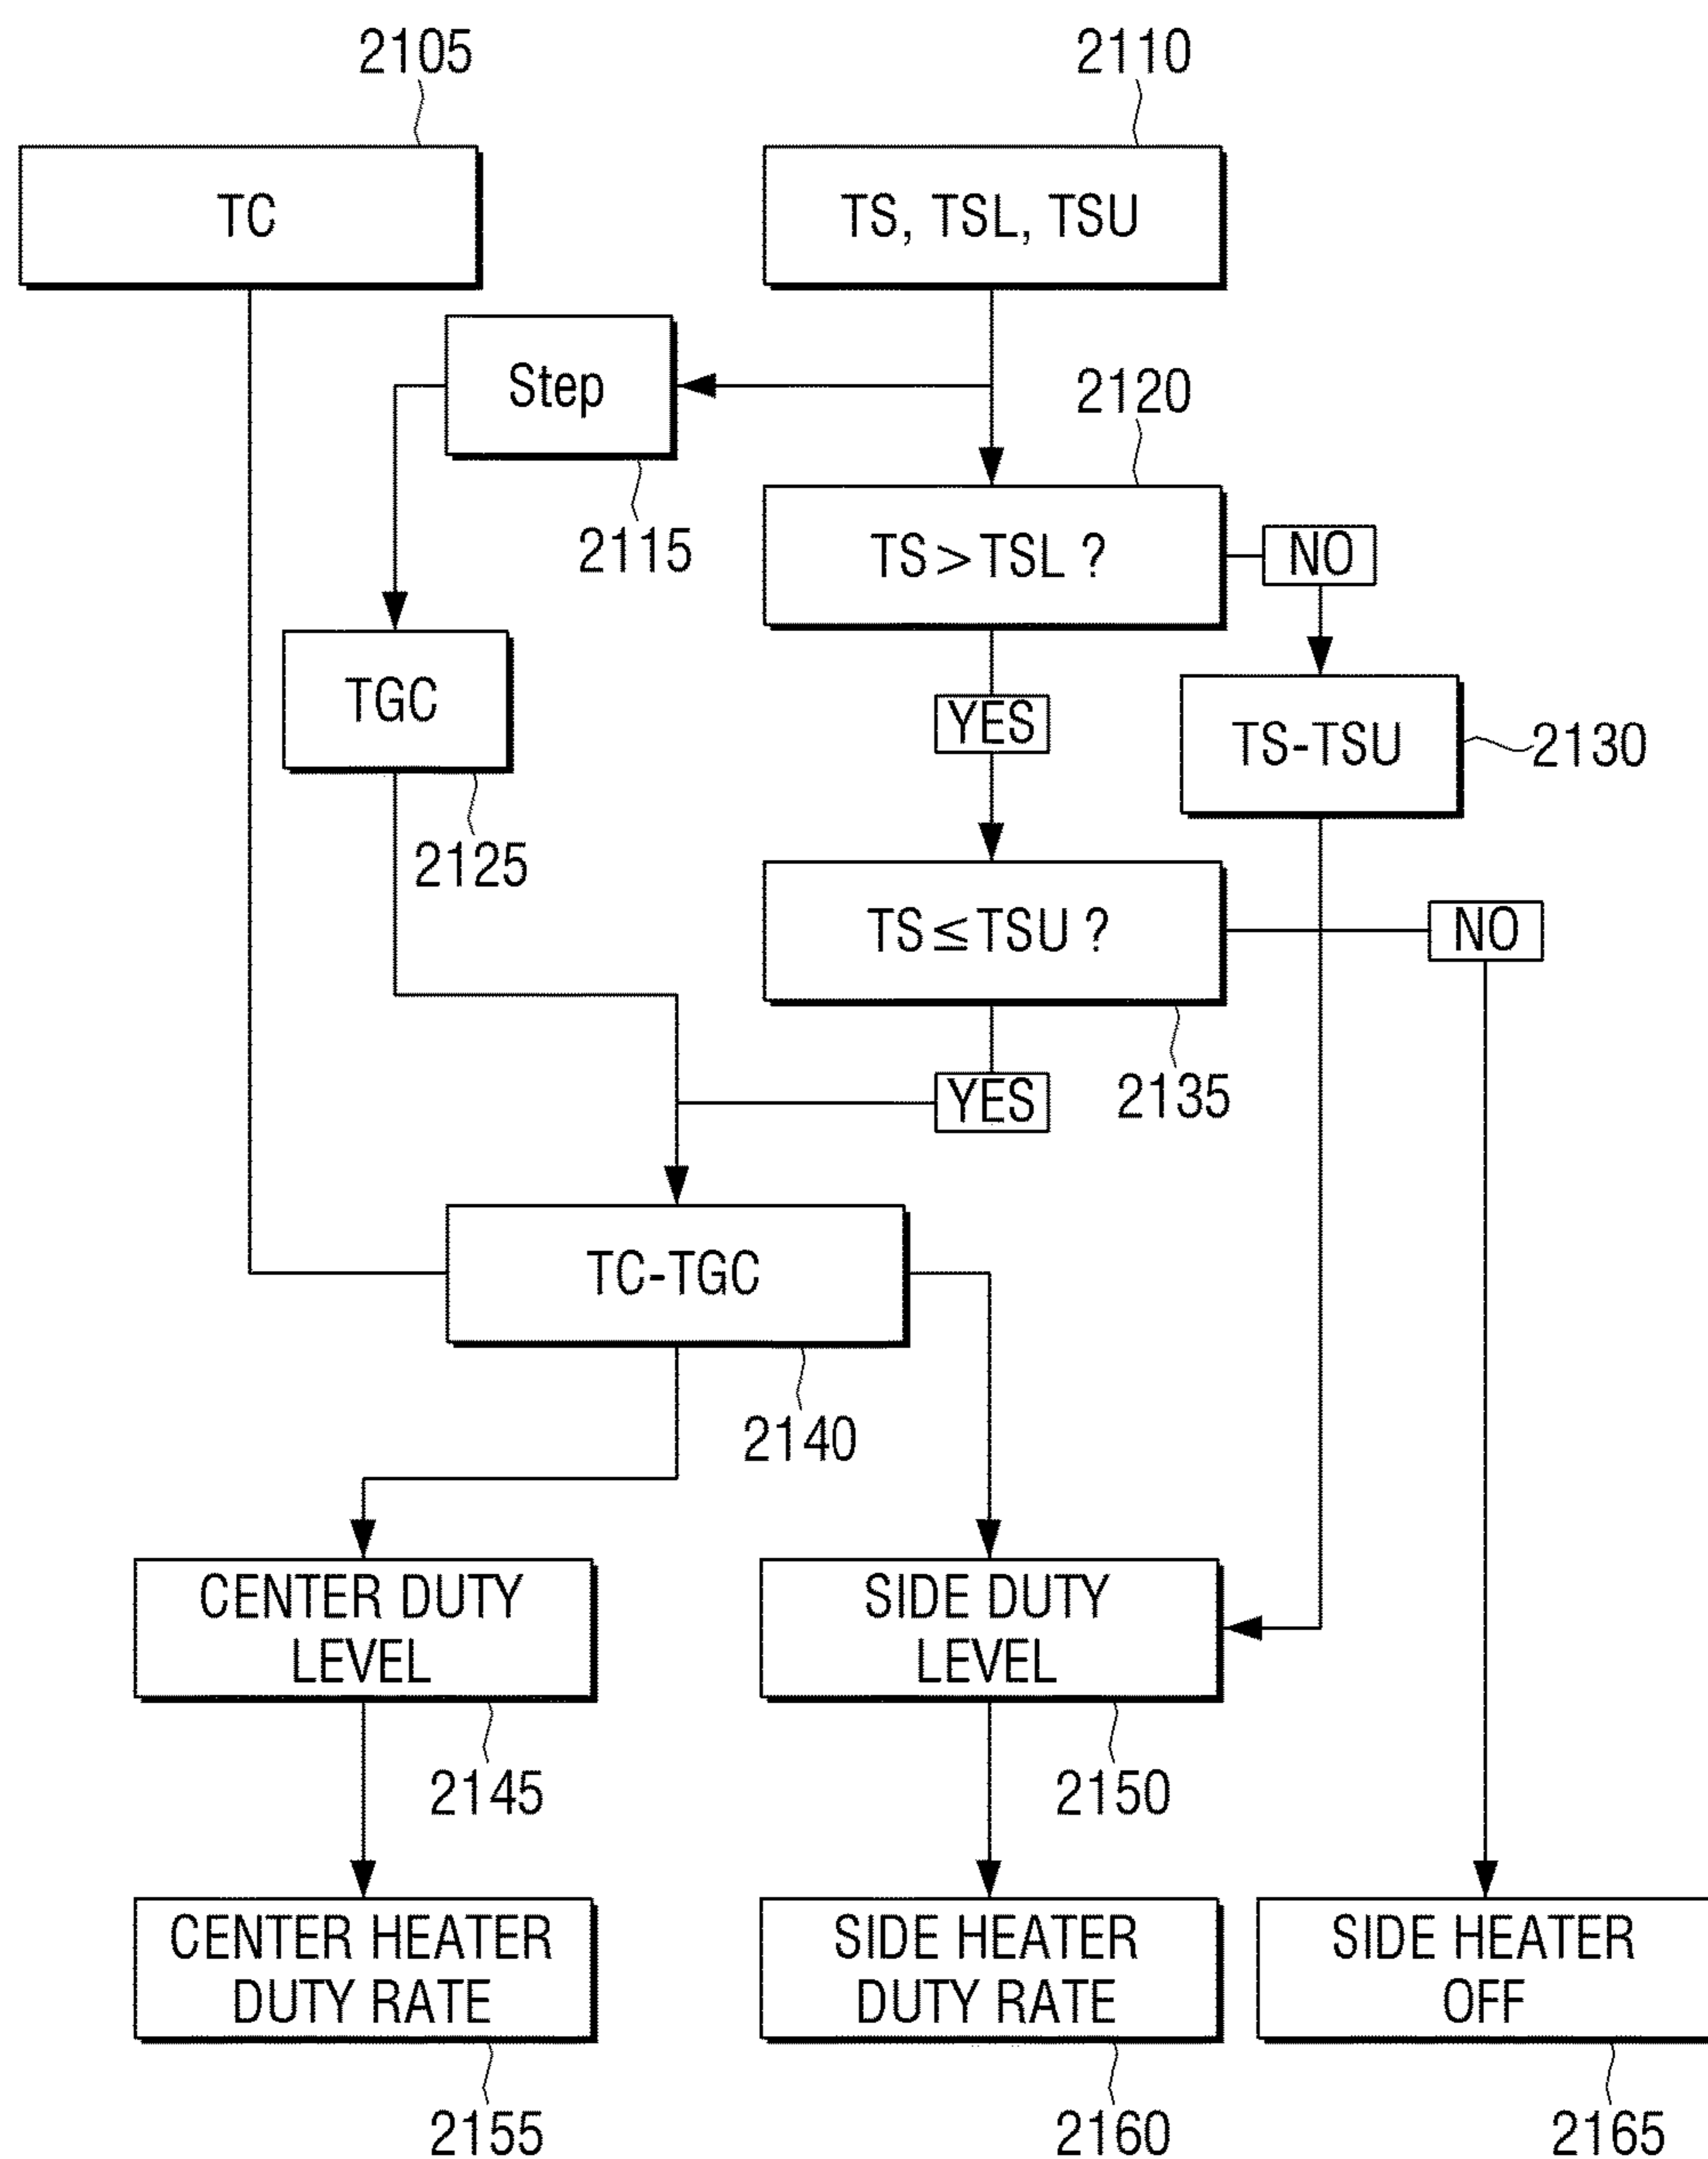 2105
2110
TC
TS, TSL, TSU
Step
2120
2115
TS > TSL ?
NO
TGC
YES
TS-TSU
2130
2125
TS ≤ TSU ?
NO
YES
2135
TC-TGC
2140
CENTER DUTY
LEVEL
SIDE DUTY
LEVEL
2145
2150
CENTER HEATER
DUTY RATE
SIDE HEATER
DUTY RATE
SIDE HEATER
OFF
2155
2160
2165